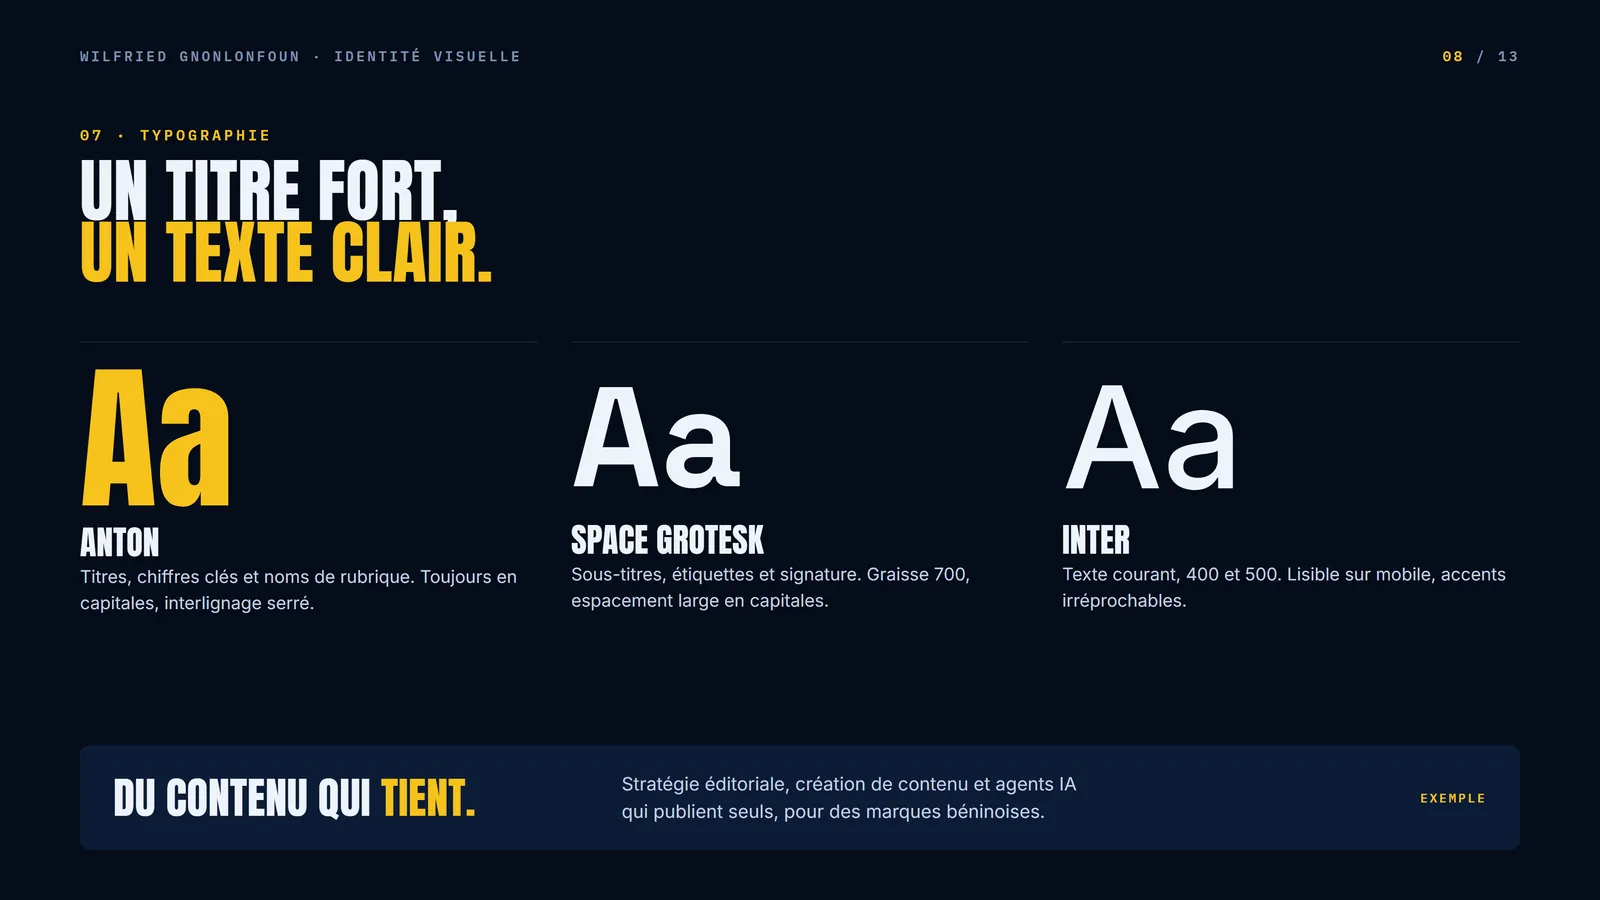 WILFRIED GNONLONFOUN · IDENTITÉ VISUELLE
08 / 13
07 · TYPOGRAPHIE
UN TITRE FORT,
UN TEXTE CLAIR.
Aa
ANTON
Titres, chiffres clés et noms de rubrique. Toujours en
capitales, interlignage serré.
Aa
SPACE GROTESK
Sous-titres, étiquettes et signature. Graisse 700,
espacement large en capitales.
Aa
INTER
Texte courant, 400 et 500. Lisible sur mobile, accents
irréprochables.
DU CONTENU QUI TIENT.
Stratégie éditoriale, création de contenu et agents IA
qui publient seuls, pour des marques béninoises.
EXEMPLE